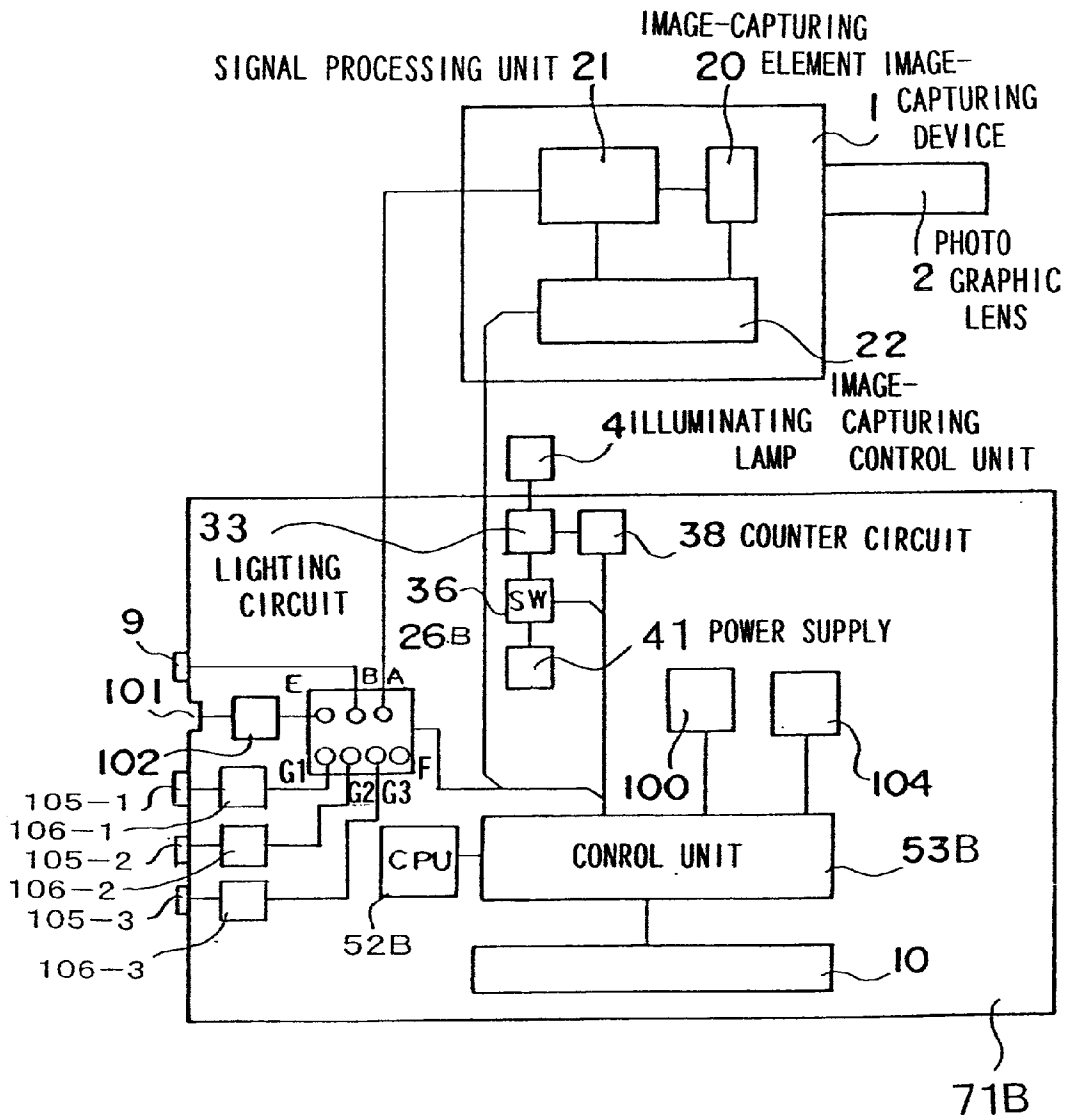 IMAGE-CAPTURING
SIGNAL PROCESSING UNIT 21
20 ELEMENT
IMAGE-
1 CAPTURING
DEVICE
PHOTO
2 GRAPHIC
LENS
22
IMAGE-
CAPTURING
CONTROL UNIT
4 ILLUMINATING
LAMP
33
LIGHTING
CIRCUIT
38 COUNTER CIRCUIT
36
SW
26B
41 POWER SUPPLY
9
E B A
101
102
G1 G2 G3 F
100
104
105-1
106-1
105-2
106-2
105-3
106-3
CPU
52B
CONROL UNIT
53B
10
71B